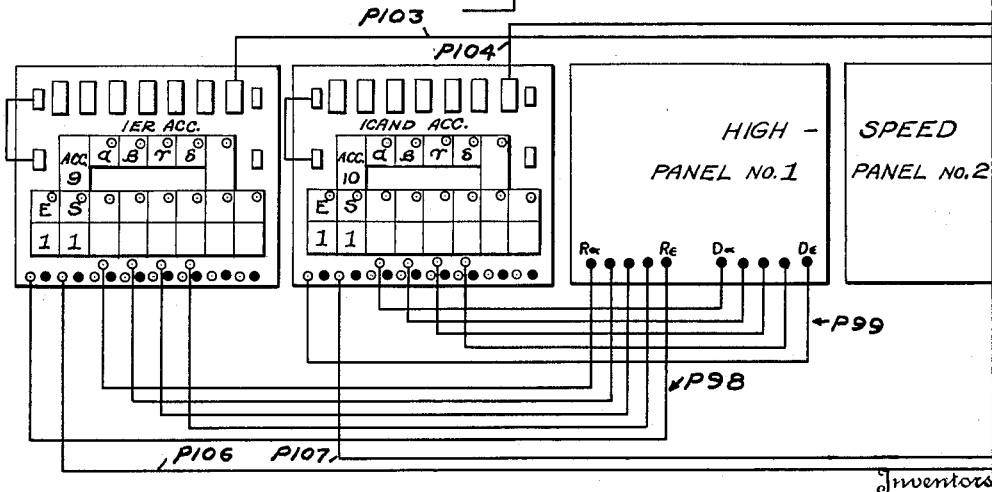 P103
P104
IER ACC.
ACC. 9
α β γ δ
E S
1 1
ICAND ACC.
ACC. 10
α β γ δ
E S
1 1
HIGH -
PANEL NO. 1
Rα Rε Dα Dε
SPEED
PANEL NO. 2
P99
P98
P106
P107
Inventors